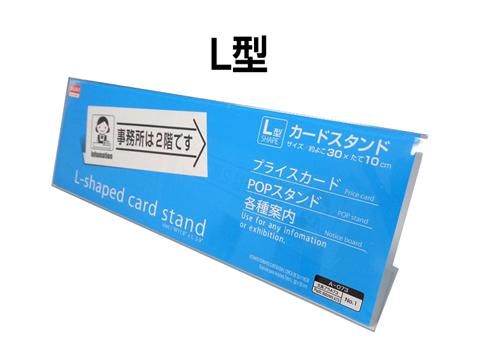 L型
事務所は2階です
Infomation
L型
SHAPE
カードスタンド
サイズ/約よこ30×たて10cm
プライスカード
Price card
POPスタンド
POP stand
各種案内
Notice board
Use for any infomation
or exhibition.
L-shaped card stand
A-073
No.1